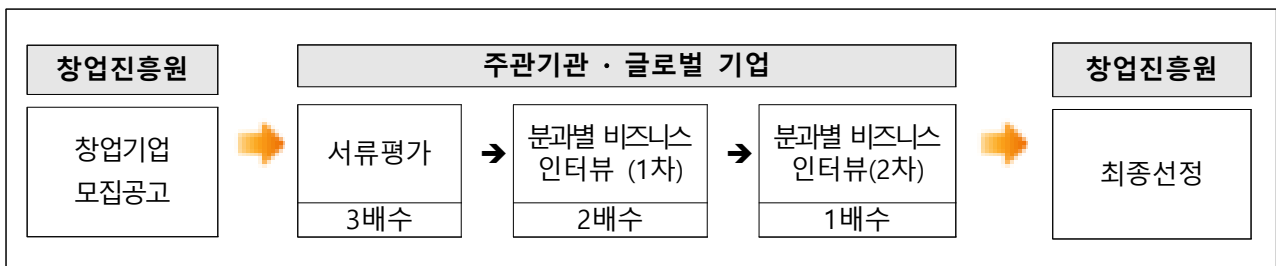 창업진흥원
창업기업
모집공고
주관기관 · 글로벌 기업
서류평가
3배수
➔
분과별 비즈니스
인터뷰 (1차)
2배수
➔
분과별 비즈니스
인터뷰(2차)
1배수
창업진흥원
최종선정